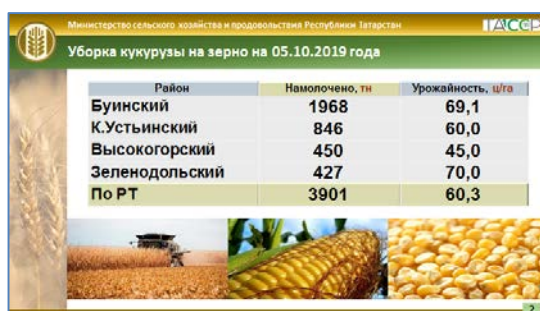 Министерство сельского хозяйства и продовольствия Республики Татарстан
Уборка кукурузы на зерно на 05.10.2019 года
Район Намолочено, тн Урожайность, ц/га
Буинский 1968 69,1
К.Устьинский 846 60,0
Высокогорский 450 45,0
Зеленодольский 427 70,0
По РТ 3901 60,3
2